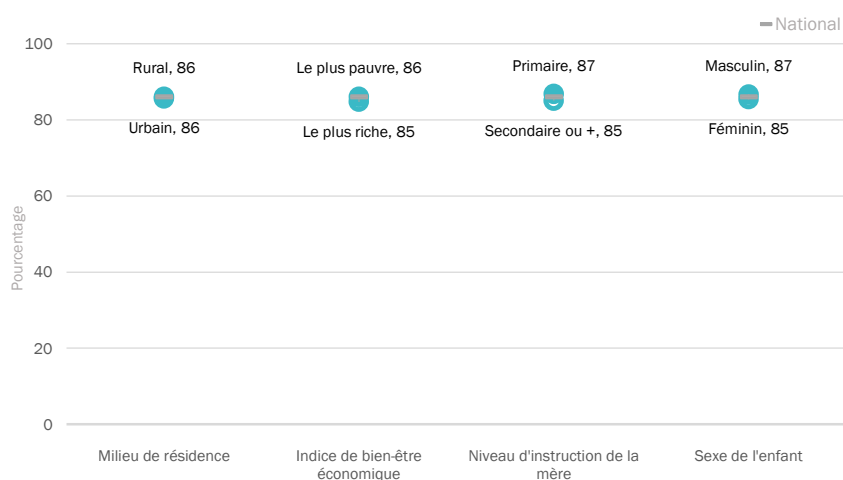 National
100
Rural, 86
Le plus pauvre, 86
Primaire, 87
Masculin, 87
80
Urbain, 86
Le plus riche, 85
Secondaire ou +, 85
Féminin, 85
60
Pourcentage
40
20
0
Milieu de résidence
Indice de bien-être
économique
Niveau d'instruction de la
mère
Sexe de l'enfant